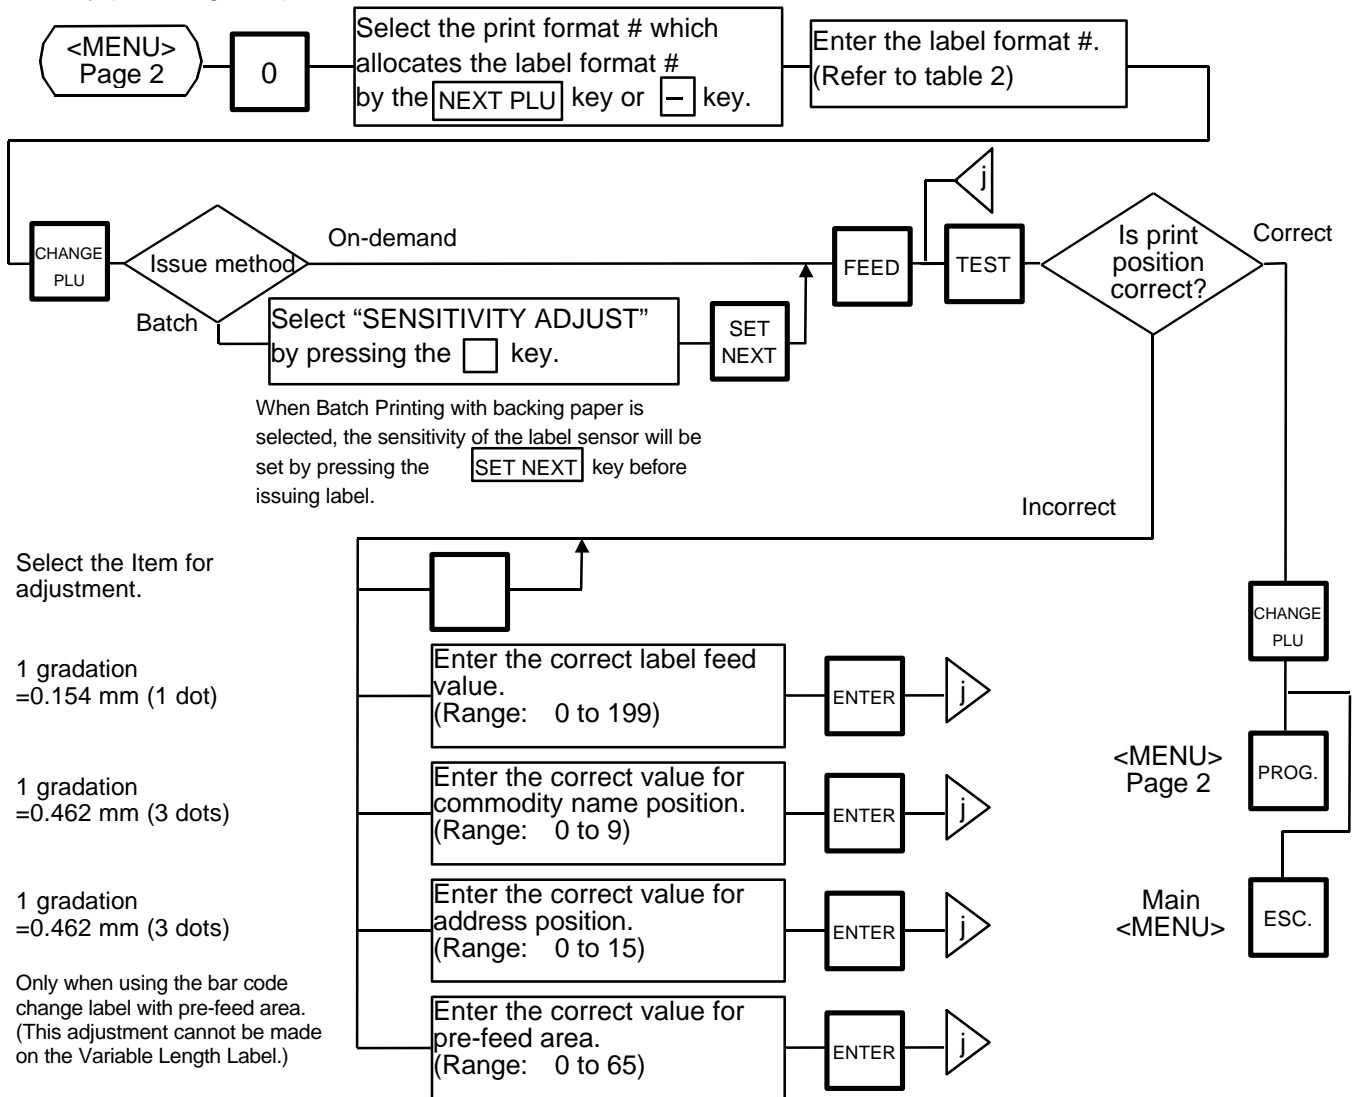 <MENU>
Page 2
0
Select the print format # which
allocates the label format #
by the NEXT PLU key or – key.
Enter the label format #.
(Refer to table 2)
j
CHANGE
PLU
Issue method
On-demand
Batch
Select “SENSITIVITY ADJUST”
by pressing the key.
SET
NEXT
FEED
TEST
Is print
position
correct?
Correct
When Batch Printing with backing paper is
selected, the sensitivity of the label sensor will be
set by pressing the SET NEXT key before
issuing label.
Incorrect
Select the Item for
adjustment.
1 gradation
=0.154 mm (1 dot)
Enter the correct label feed
value.
(Range: 0 to 199)
ENTER
j
1 gradation
=0.462 mm (3 dots)
Enter the correct value for
commodity name position.
(Range: 0 to 9)
ENTER
j
1 gradation
=0.462 mm (3 dots)
Enter the correct value for
address position.
(Range: 0 to 15)
ENTER
j
Only when using the bar code
change label with pre-feed area.
(This adjustment cannot be made
on the Variable Length Label.)
Enter the correct value for
pre-feed area.
(Range: 0 to 65)
ENTER
j
CHANGE
PLU
<MENU>
Page 2
PROG.
Main
<MENU>
ESC.